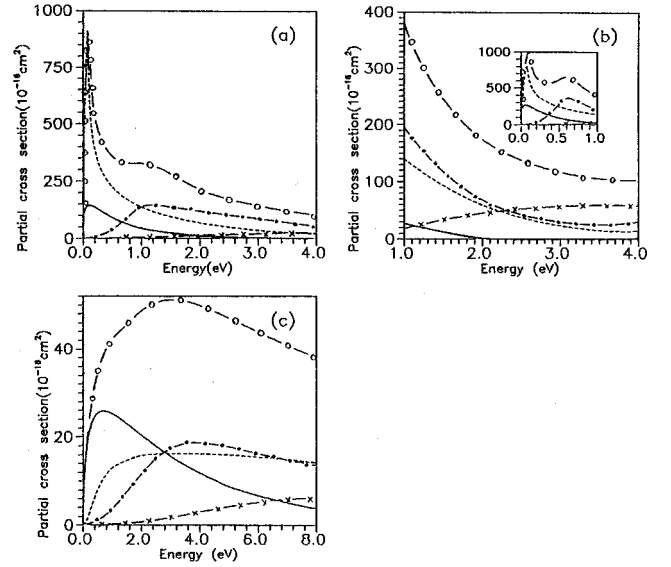 (a)
Partial cross section(10⁻¹⁶cm²)
1000
750
500
250
0
0.0 1.0 2.0 3.0 4.0
Energy(eV)
(b)
Partial cross section(10⁻¹⁶cm²)
400
300
200
100
0
1.0 2.0 3.0 4.0
Energy (eV)
1000
500
0
0.0 0.5 1.0
(c)
Partial cross section(10⁻¹⁶cm²)
40
20
0
0.0 2.0 4.0 6.0 8.0
Energy (eV)